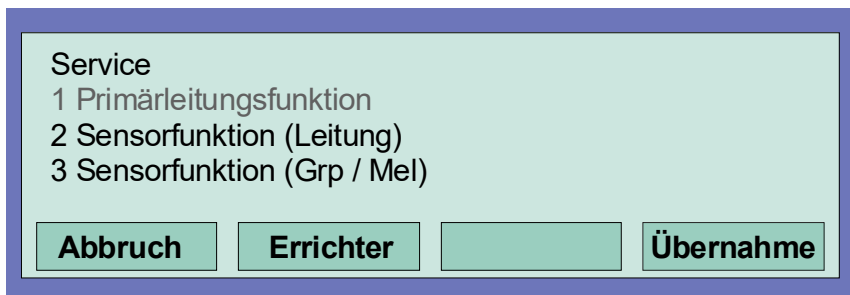 Service
1 Primärleitungsfunktion
2 Sensorfunktion (Leitung)
3 Sensorfunktion (Grp / Mel)
Abbruch Errichter Übernahme